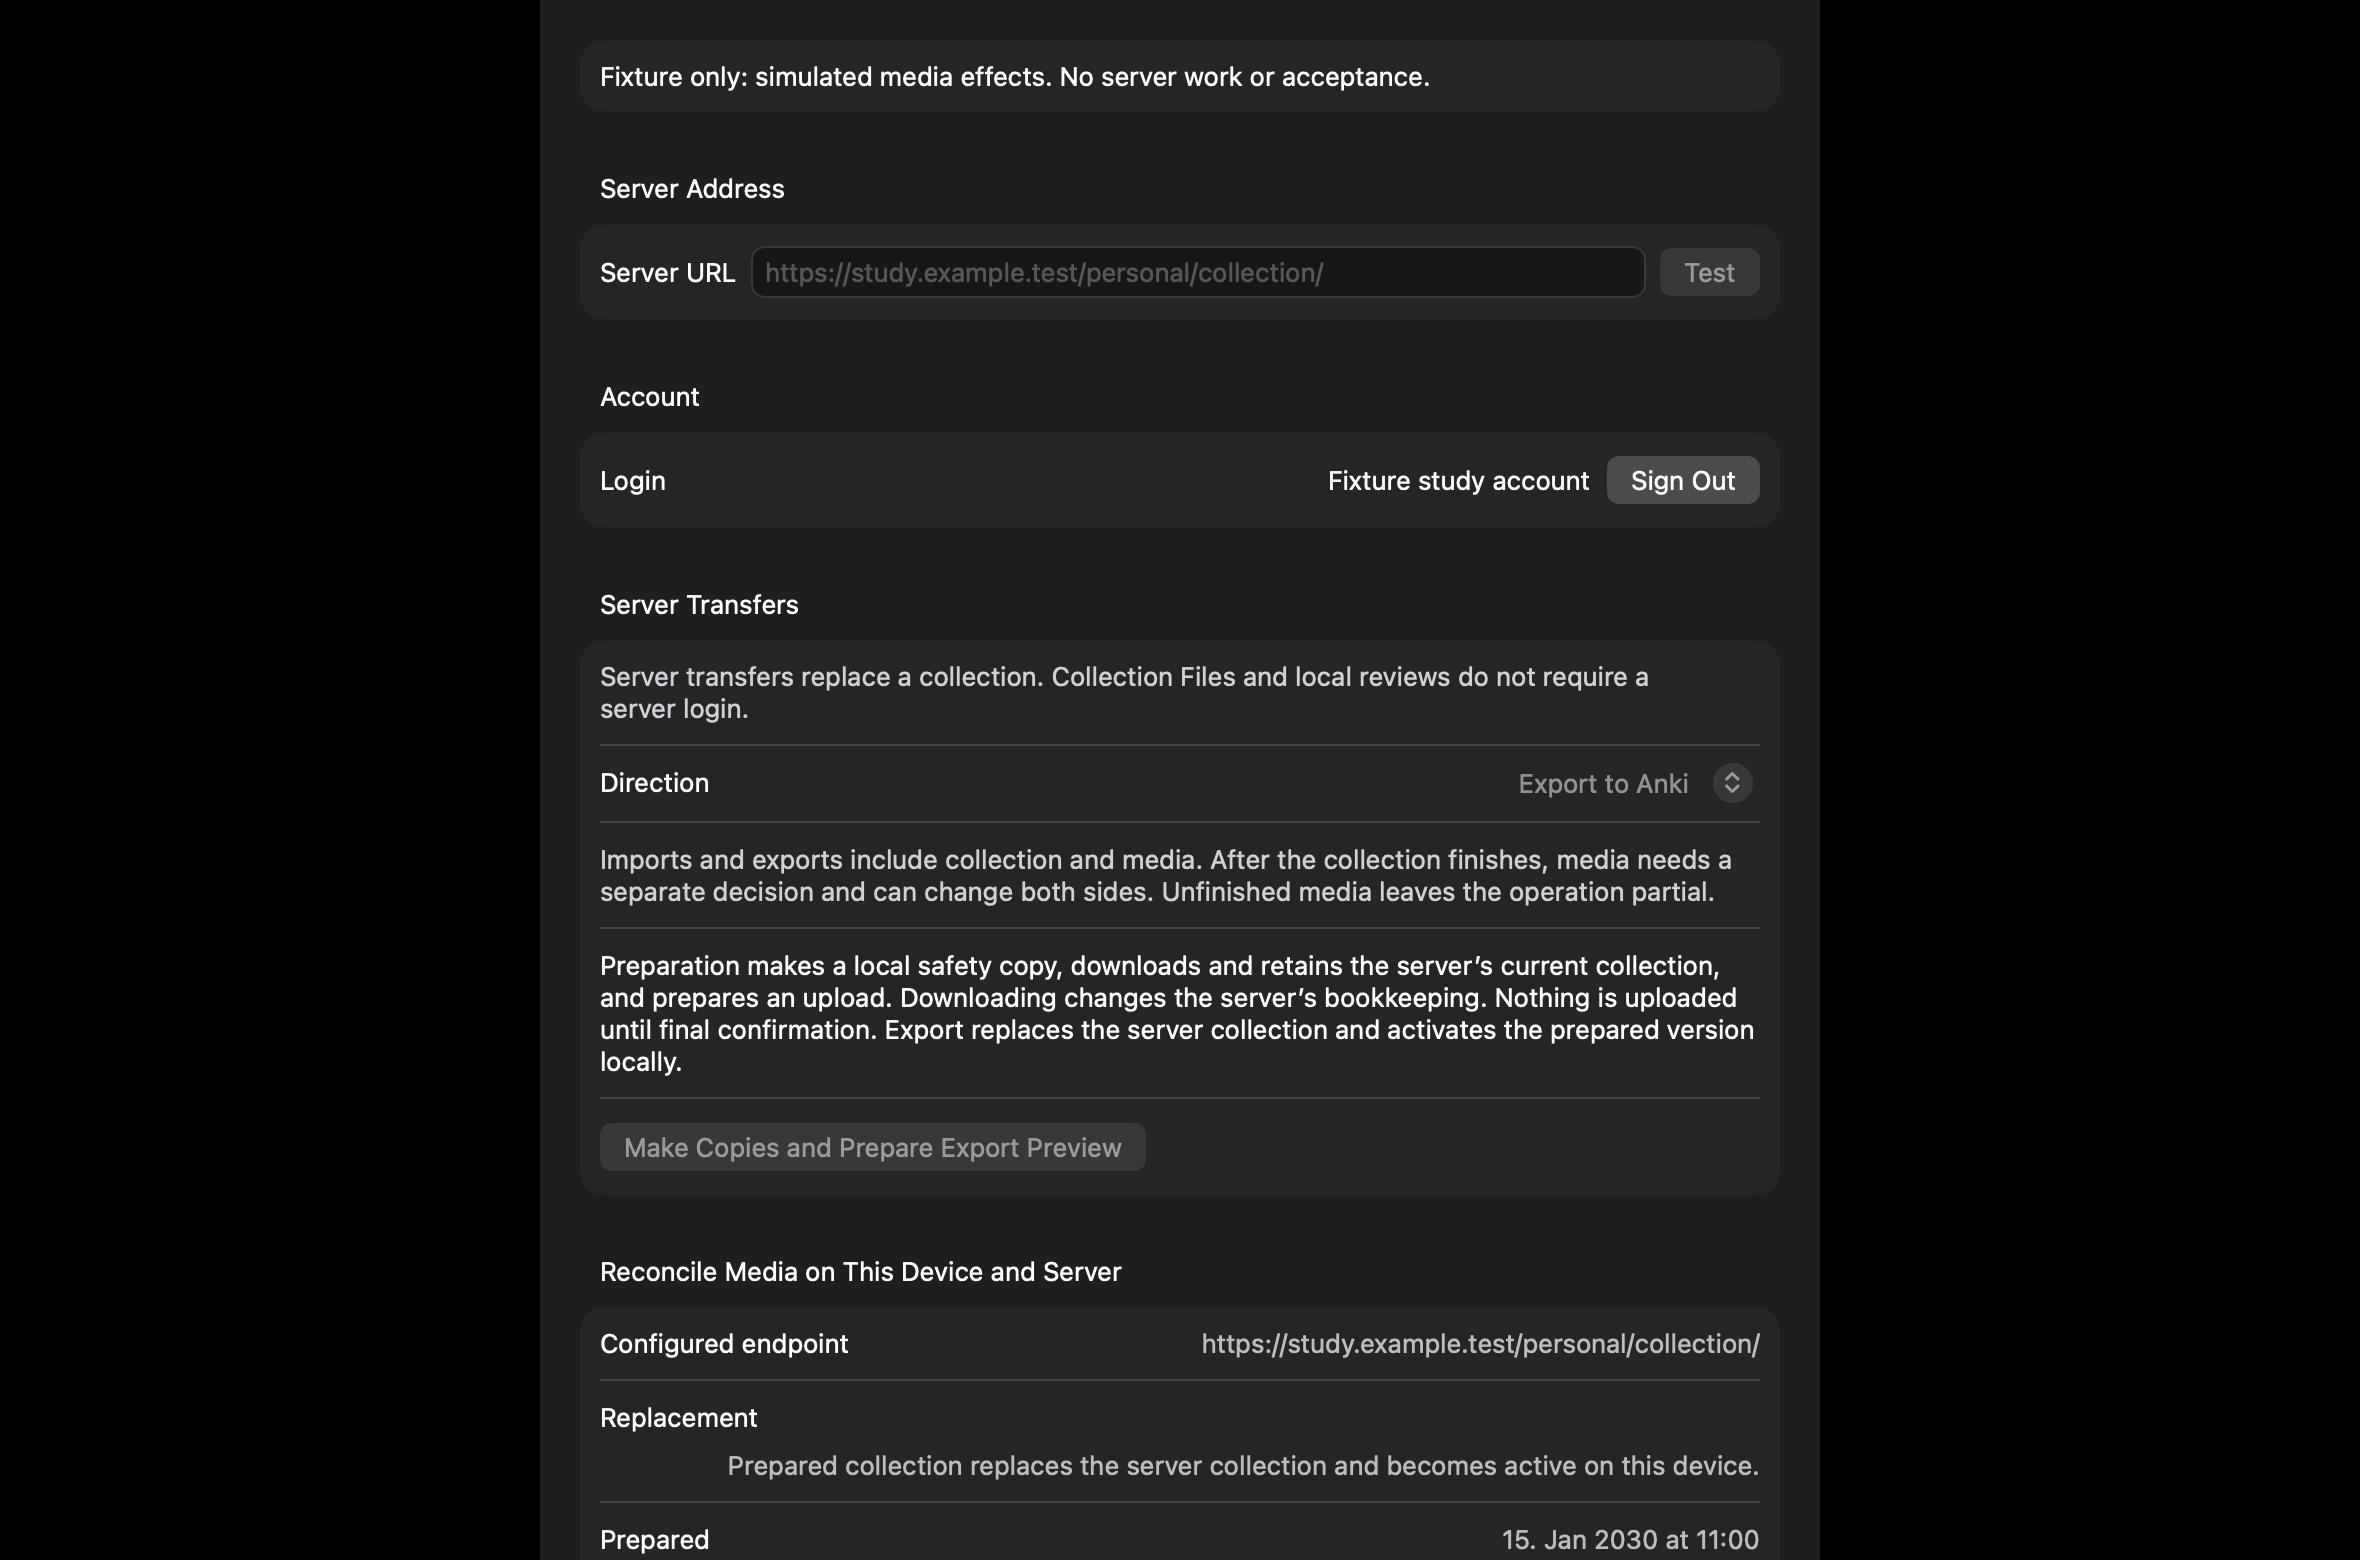 Fixture only: simulated media effects. No server work or acceptance.
Server Address
Server URL https://study.example.test/personal/collection/ Test
Account
Login Fixture study account Sign Out
Server Transfers
Server transfers replace a collection. Collection Files and local reviews do not require a
server login.
Direction Export to Anki
Imports and exports include collection and media. After the collection finishes, media needs a
separate decision and can change both sides. Unfinished media leaves the operation partial.
Preparation makes a local safety copy, downloads and retains the server’s current collection,
and prepares an upload. Downloading changes the server’s bookkeeping. Nothing is uploaded
until final confirmation. Export replaces the server collection and activates the prepared version
locally.
Make Copies and Prepare Export Preview
Reconcile Media on This Device and Server
Configured endpoint https://study.example.test/personal/collection/
Replacement
Prepared collection replaces the server collection and becomes active on this device.
Prepared 15. Jan 2030 at 11:00